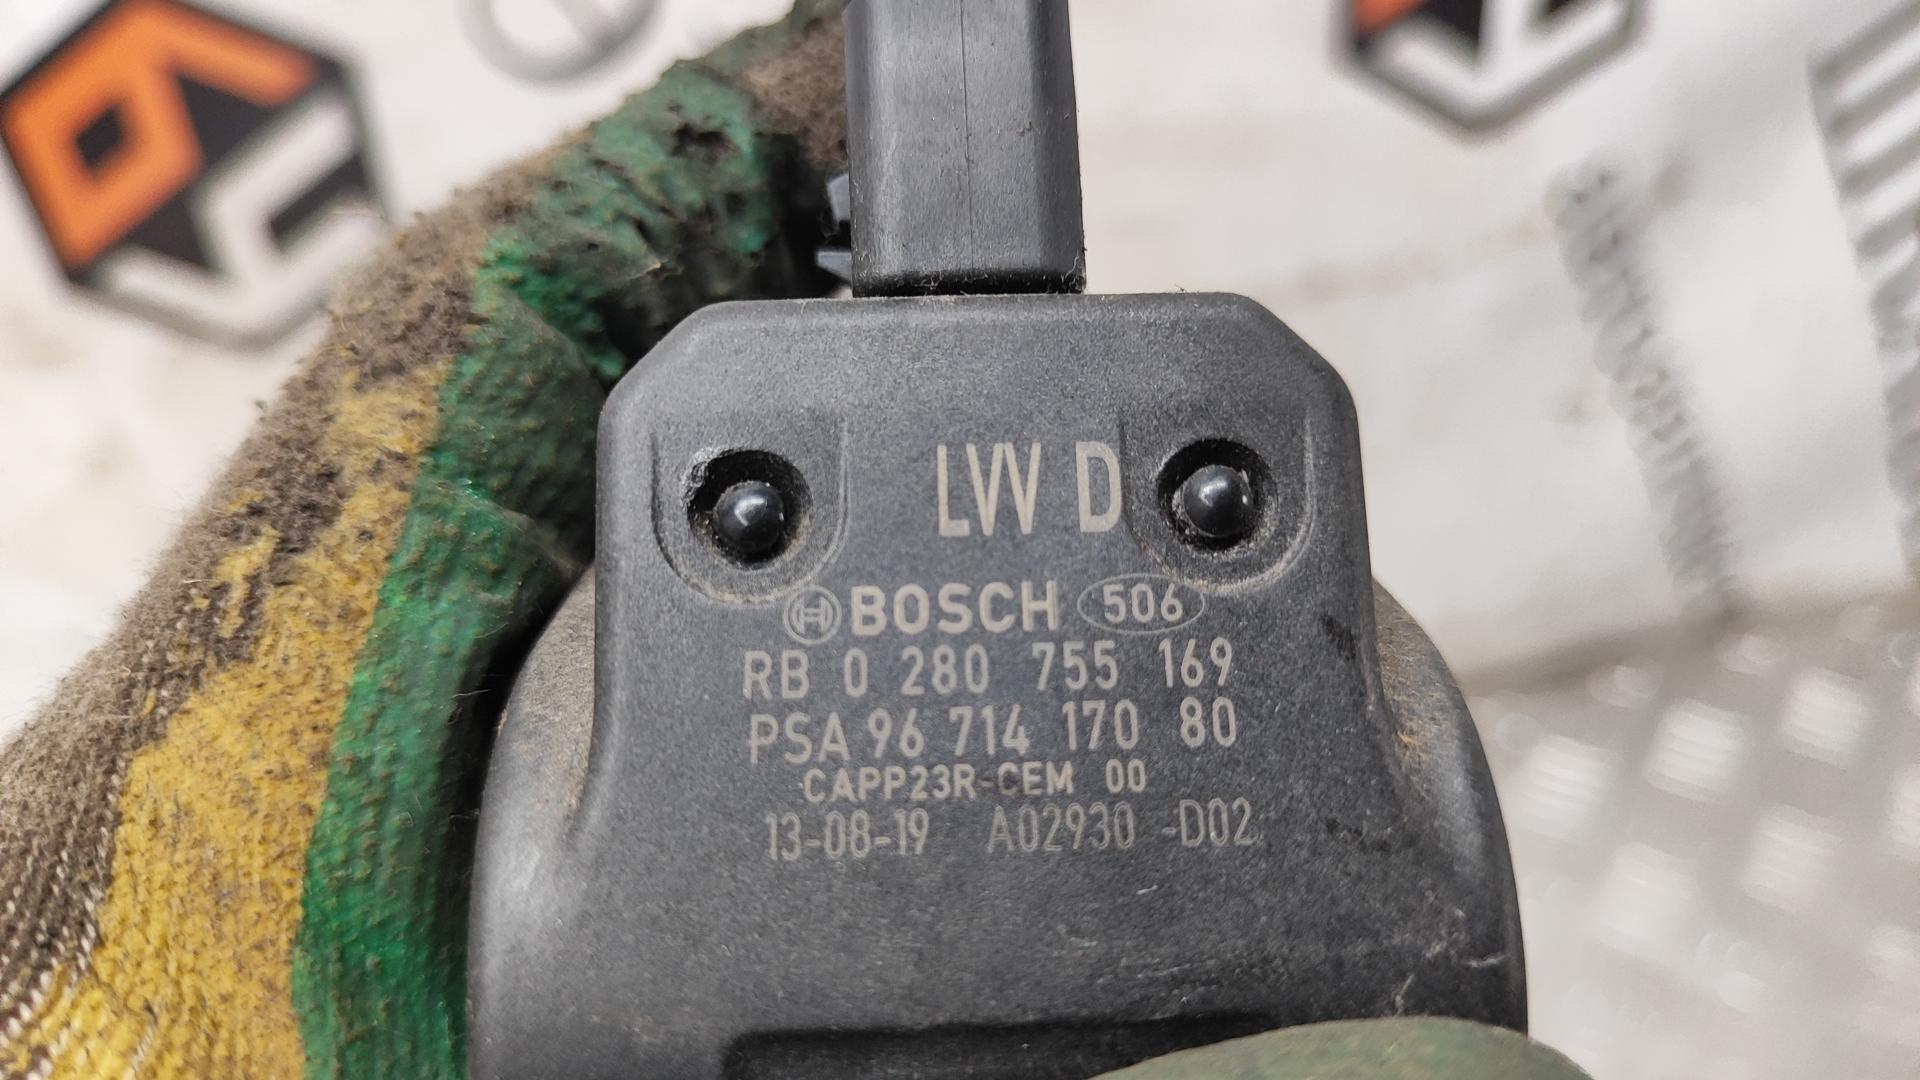 LVV D
BOSCH 506
RB 0 280 755 169
PSA 96 714 170 80
CAPP23R-CEM 00
13-08-19 A02930 -D02